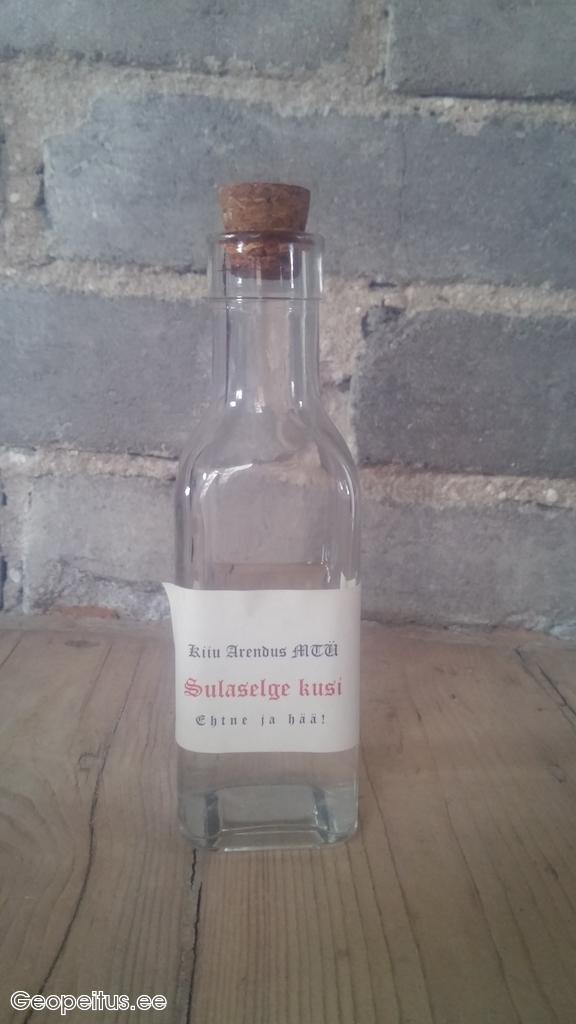 Kiiu Arendus MTÜ
Sulaselge kusi
Ehtne ja hää!
Geopeitus.ee